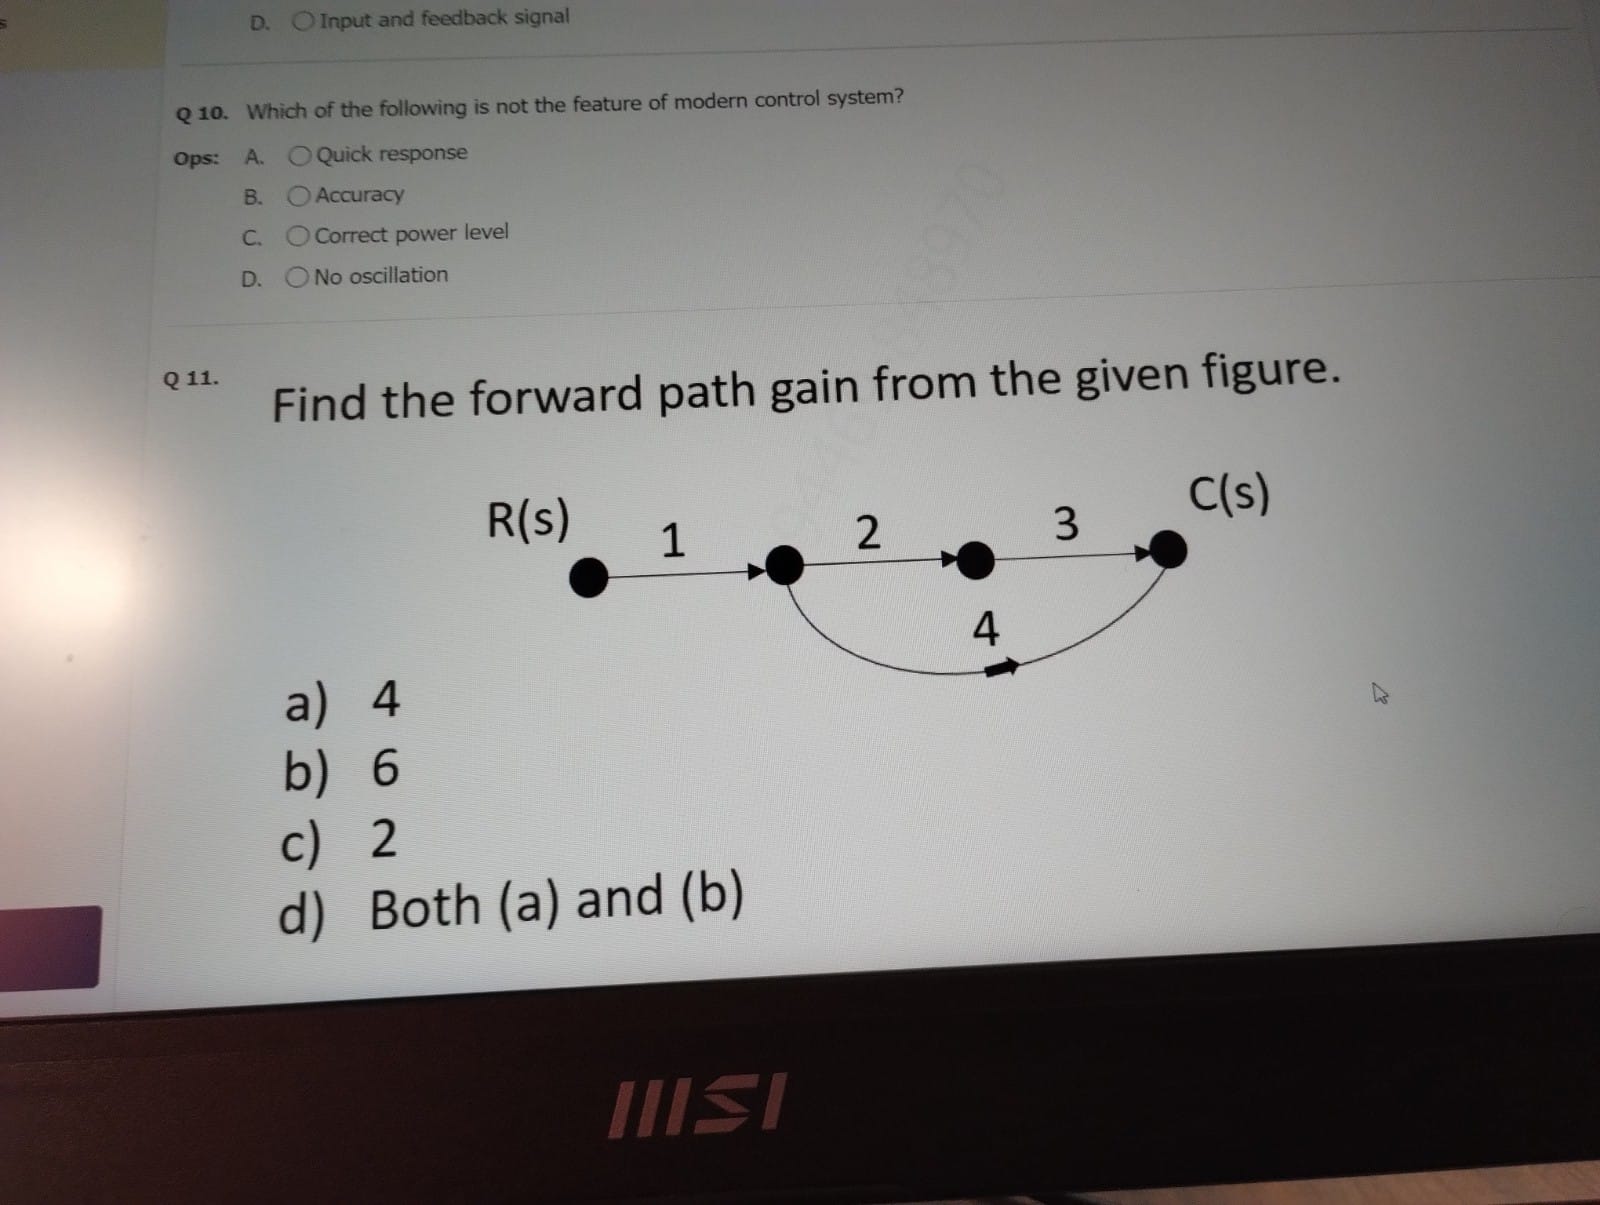 D. Input and feedback signal
Q 10. Which of the following is not the feature of modern control system?
Ops: A. Quick response
B. Accuracy
C. Correct power level
D. No oscillation
Q 11. Find the forward path gain from the given figure.
R(s) 1 2 3 C(s)
4
a) 4
b) 6
c) 2
d) Both (a) and (b)
msi